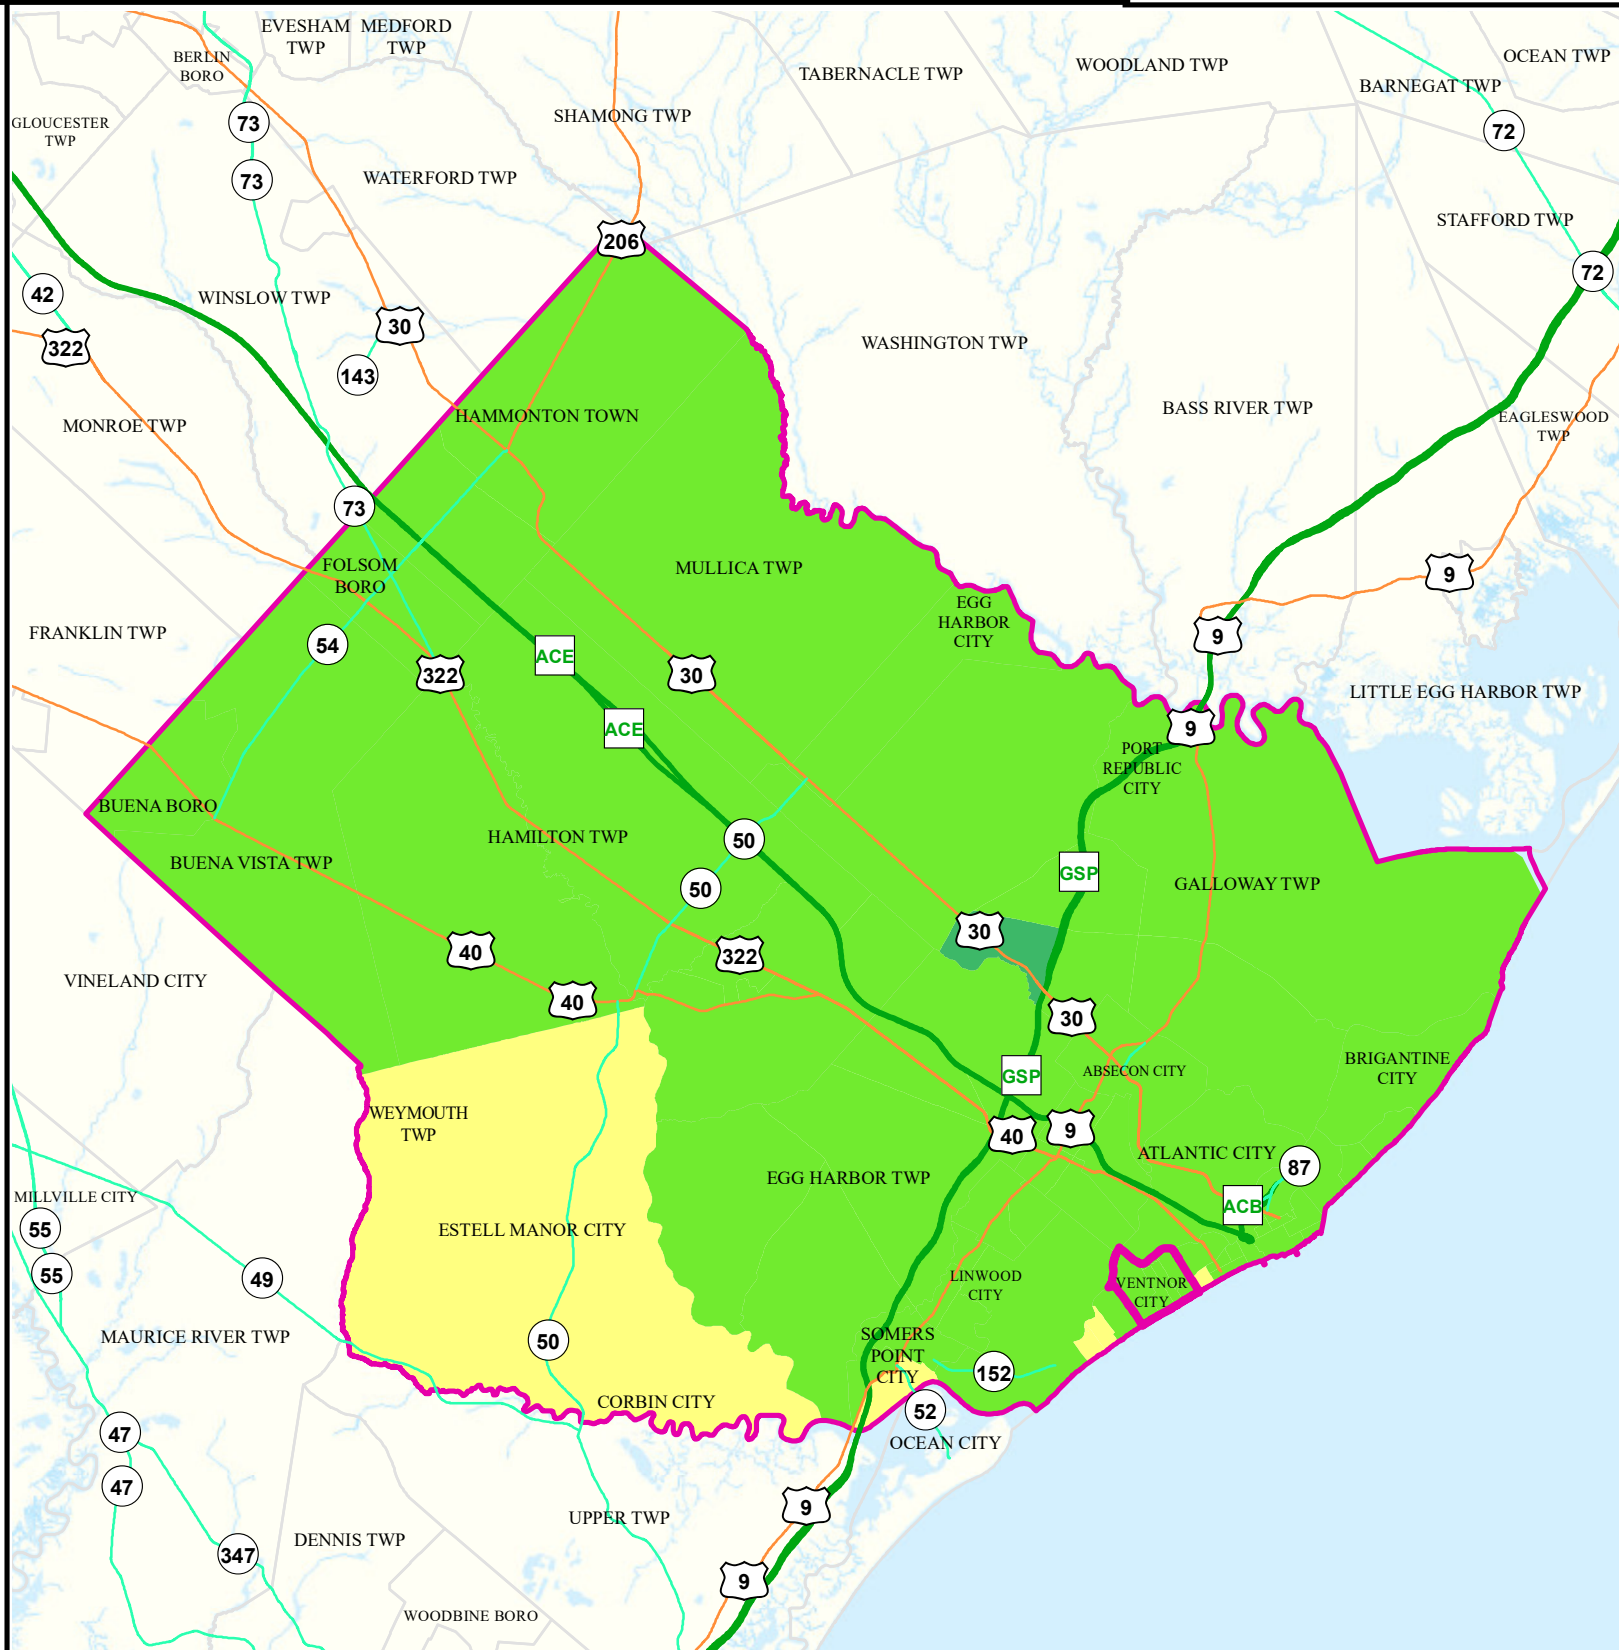 EVESHAM
TWP
MEDFORD
TWP
BERLIN
BORO
TABERNACLE TWP
WOODLAND TWP
OCEAN TWP
BARNEGAT TWP
GLOUCESTER
TWP
73
SHAMONG TWP
72
73
WATERFORD TWP
STAFFORD TWP
206
72
42
WINSLOW TWP
30
322
WASHINGTON TWP
143
MONROE TWP
HAMMONTON TOWN
BASS RIVER TWP
EAGLESWOOD
TWP
73
FOLSOM
BORO
MULLICA TWP
9
EGG
HARBOR
CITY
FRANKLIN TWP
54
9
ACE
322
30
LITTLE EGG HARBOR TWP
ACE
9
PORT
REPUBLIC
CITY
BUENA BORO
HAMILTON TWP
50
BUENA VISTA TWP
GSP
50
GALLOWAY TWP
30
40
322
VINELAND CITY
40
30
GSP
ABSECON CITY
BRIGANTINE
CITY
WEYMOUTH
TWP
40
9
ATLANTIC CITY
87
EGG HARBOR TWP
MILLVILLE CITY
ACB
55
ESTELL MANOR CITY
55
49
LINWOOD
CITY
VENTNOR
CITY
MAURICE RIVER TWP
50
SOMERS
POINT
CITY
152
CORBIN CITY
52
47
OCEAN CITY
47
9
UPPER TWP
DENNIS TWP
347
9
WOODBINE BORO